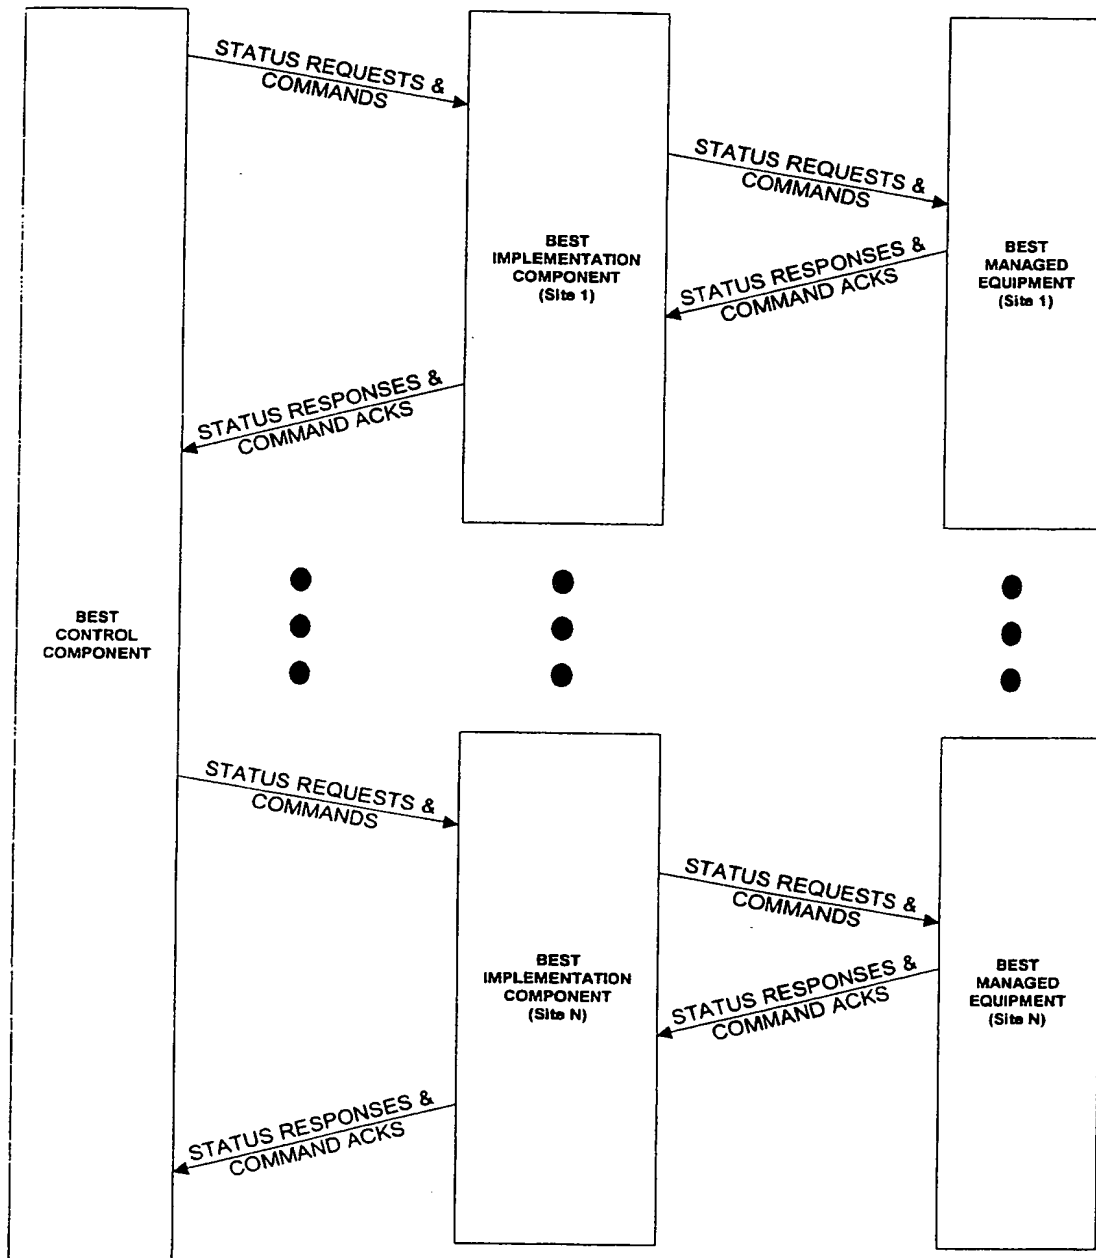 STATUS REQUESTS &
COMMANDS
STATUS REQUESTS &
COMMANDS
BEST
IMPLEMENTATION
COMPONENT
(Site 1)
BEST
MANAGED
EQUIPMENT
(Site 1)
STATUS RESPONSES &
COMMAND ACKS
STATUS RESPONSES &
COMMAND ACKS
BEST
CONTROL
COMPONENT
STATUS REQUESTS &
COMMANDS
STATUS REQUESTS &
COMMANDS
BEST
IMPLEMENTATION
COMPONENT
(Site N)
BEST
MANAGED
EQUIPMENT
(Site N)
STATUS RESPONSES &
COMMAND ACKS
STATUS RESPONSES &
COMMAND ACKS